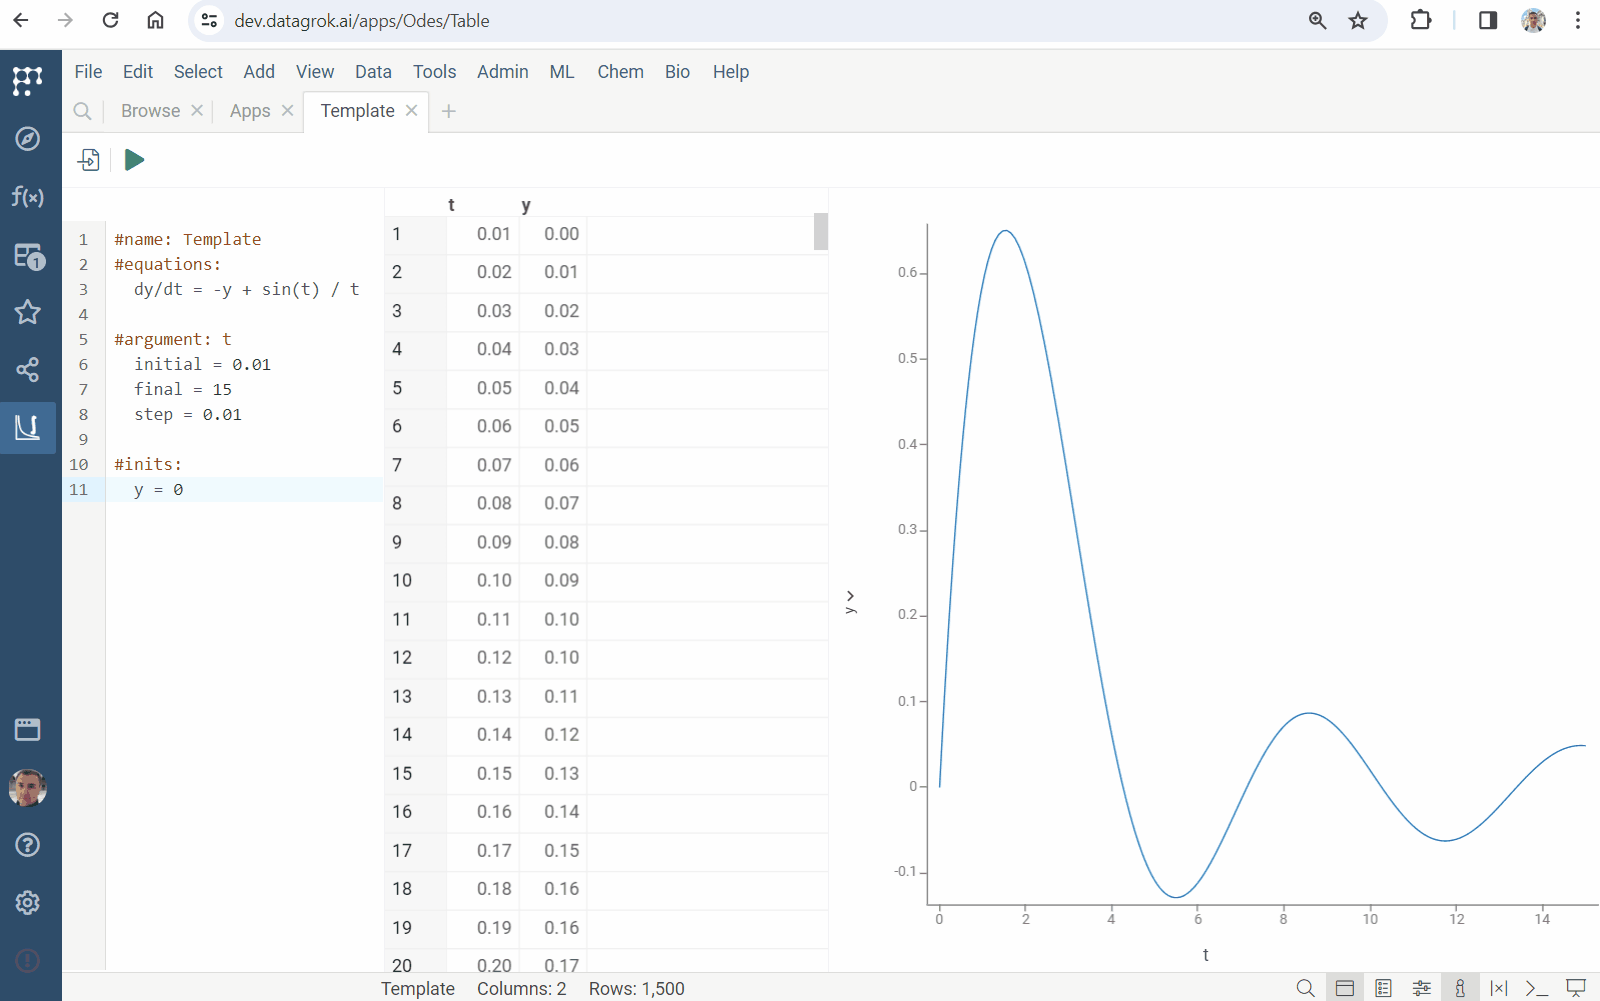 dev.datagrok.ai/apps/Odes/Table
File Edit Select Add View Data Tools Admin ML Chem Bio Help
Browse Apps Template
f(x)
1
1 #name: Template
2 #equations:
3 dy/dt = -y + sin(t) / t
4
5 #argument: t
6 initial = 0.01
7 final = 15
8 step = 0.01
9
10 #inits:
11 y = 0
t y
1 0.01 0.00
2 0.02 0.01
3 0.03 0.02
4 0.04 0.03
5 0.05 0.04
6 0.06 0.05
7 0.07 0.06
8 0.08 0.07
9 0.09 0.08
10 0.10 0.09
11 0.11 0.10
12 0.12 0.10
13 0.13 0.11
14 0.14 0.12
15 0.15 0.13
16 0.16 0.14
17 0.17 0.15
18 0.18 0.16
19 0.19 0.16
20 0.20 0.17
y
0.6
0.5
0.4
0.3
0.2
0.1
0
-0.1
0 2 4 6 8 10 12 14
t
Template Columns: 2 Rows: 1,500